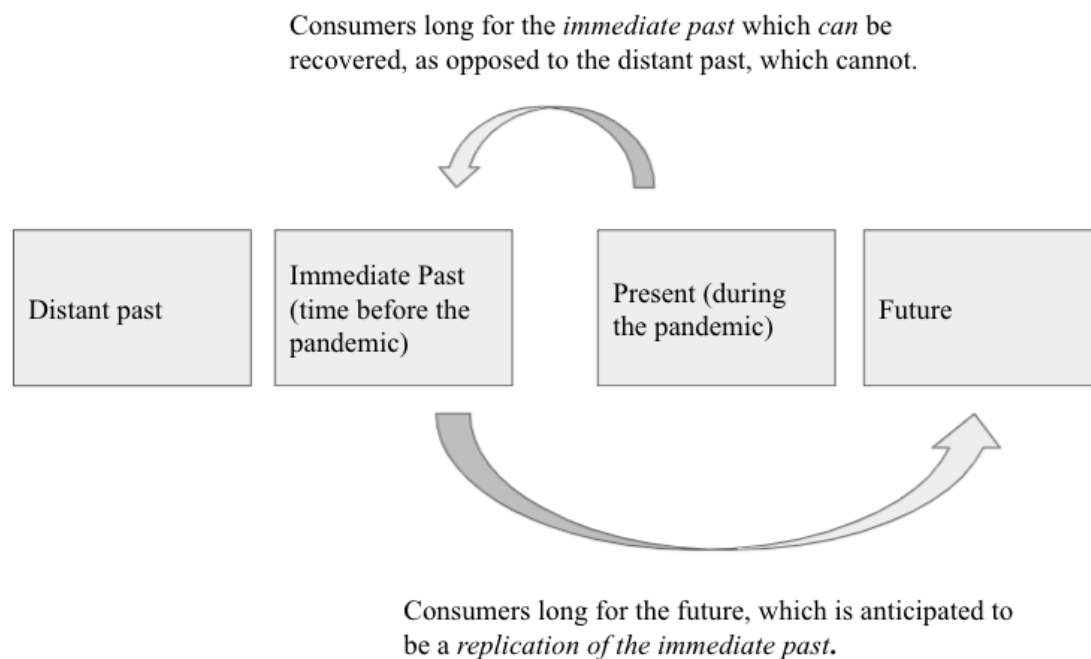 Consumers long for the immediate past which can be
recovered, as opposed to the distant past, which cannot.
Distant past
Immediate Past
(time before the
pandemic)
Present (during
the pandemic)
Future
Consumers long for the future, which is anticipated to
be a replication of the immediate past.